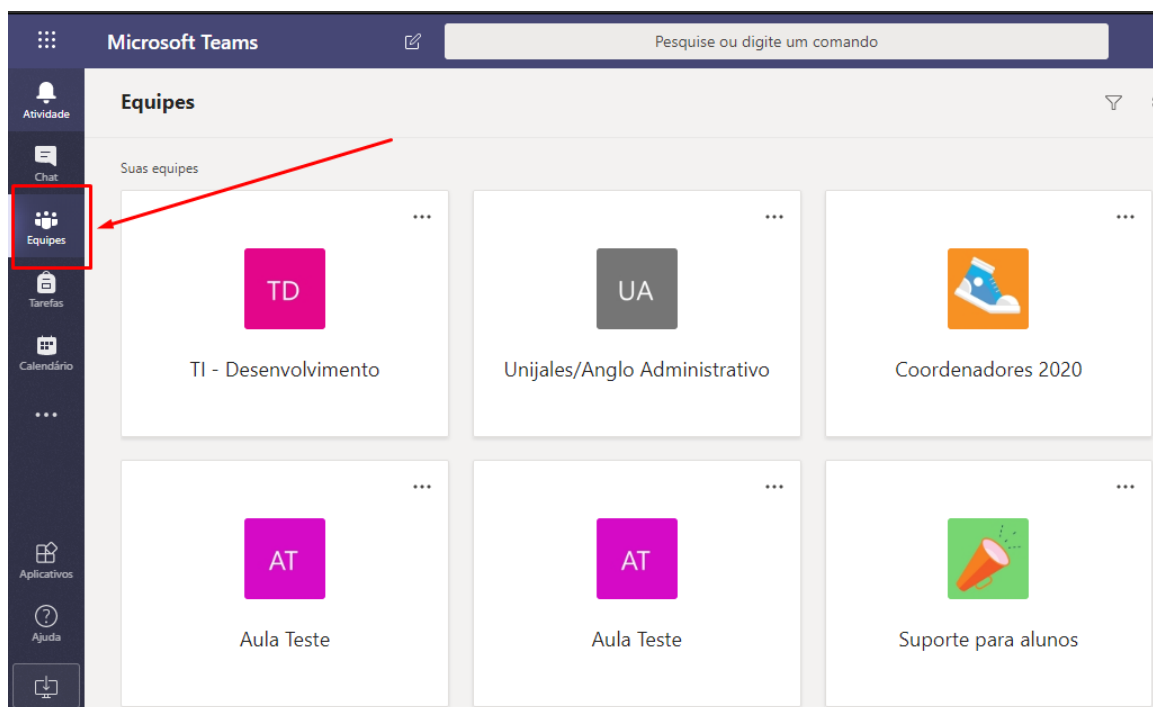 Microsoft Teams
Pesquise ou digite um comando
Atividade
Chat
Equipes
Tarefas
Calendário
Aplicativos
Ajuda
Equipes
Suas equipes
TD
TI - Desenvolvimento
UA
Unijales/Anglo Administrativo
Coordenadores 2020
AT
Aula Teste
AT
Aula Teste
Suporte para alunos